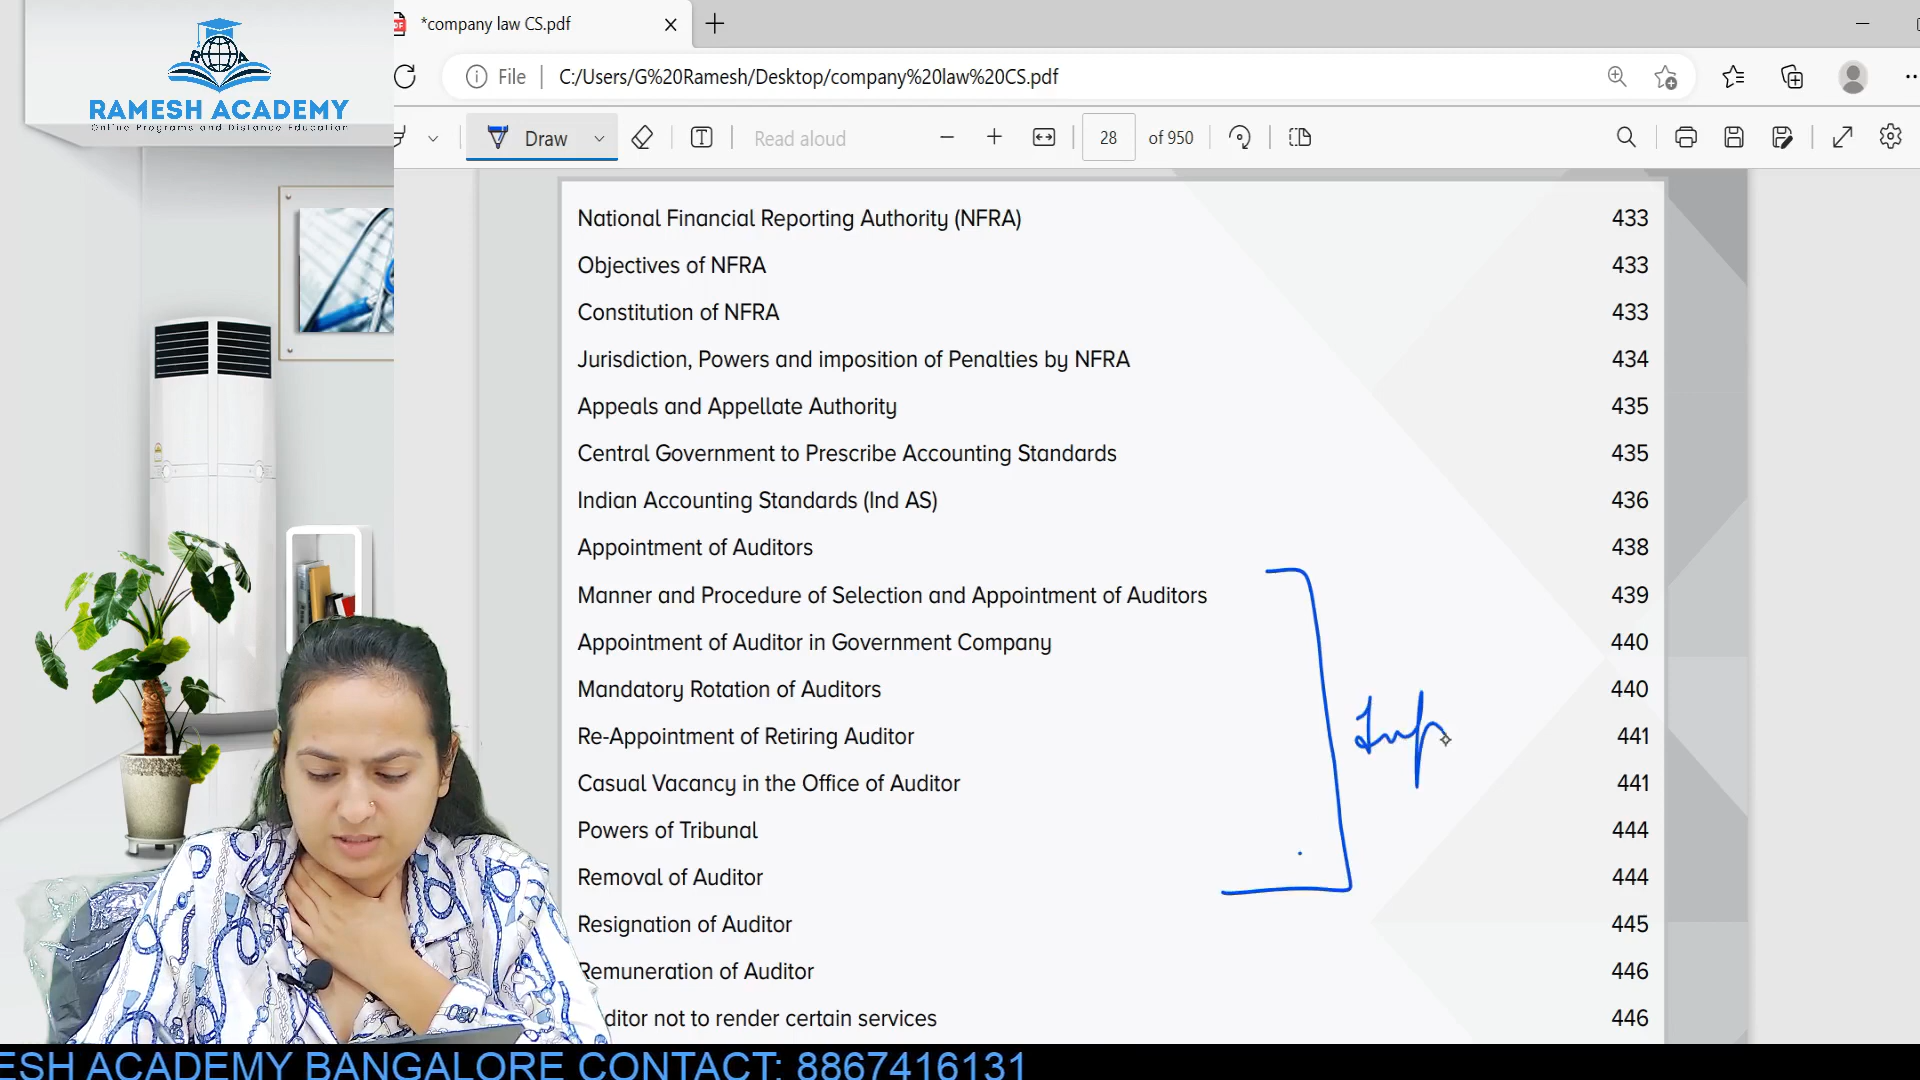 RAMESH ACADEMY
Online Programs and Distance Education
*company law CS.pdf
File C:/Users/G%20Ramesh/Desktop/company%20law%20CS.pdf
Draw Read aloud 28 of 950
National Financial Reporting Authority (NFRA) 433
Objectives of NFRA 433
Constitution of NFRA 433
Jurisdiction, Powers and imposition of Penalties by NFRA 434
Appeals and Appellate Authority 435
Central Government to Prescribe Accounting Standards 435
Indian Accounting Standards (Ind AS) 436
Appointment of Auditors 438
Manner and Procedure of Selection and Appointment of Auditors 439
Appointment of Auditor in Government Company 440
Mandatory Rotation of Auditors 440
Imp
Re-Appointment of Retiring Auditor 441
Casual Vacancy in the Office of Auditor 441
Powers of Tribunal 444
Removal of Auditor 444
Resignation of Auditor 445
Remuneration of Auditor 446
ditor not to render certain services 446
ESH ACADEMY BANGALORE CONTACT: 8867416131